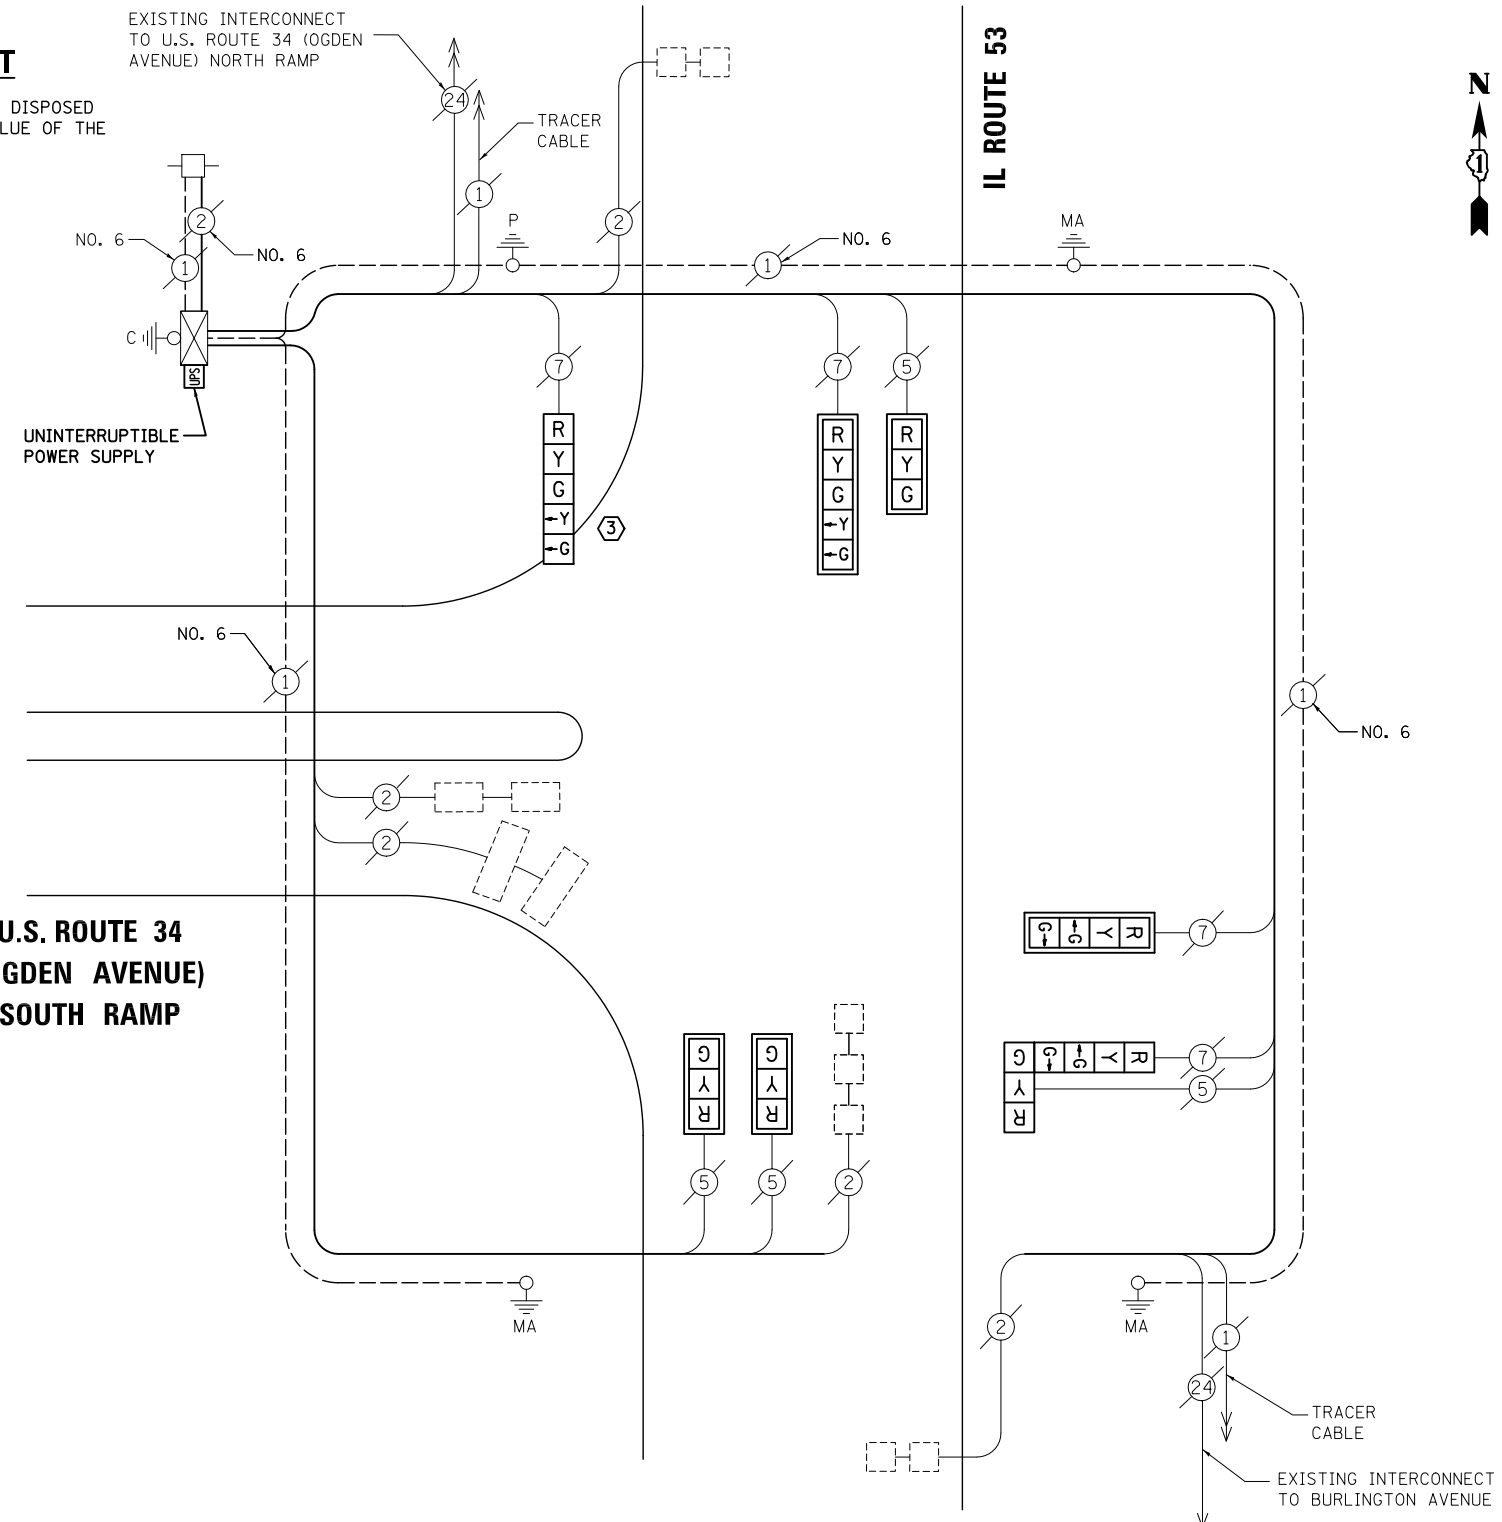 EXISTING INTERCONNECT
TO U.S. ROUTE 34 (OGDEN
AVENUE) NORTH RAMP
T
DISPOSED
LUE OF THE
24
TRACER
CABLE
1
2
IL ROUTE 53
N
1
2
NO. 6
1
NO. 6
P
1
NO. 6
MA
C
UPS
UNINTERRUPTIBLE
POWER SUPPLY
7
R
Y
G
←Y
←G
3
7
R
Y
G
←Y
←G
5
R
Y
G
NO. 6
1
1
NO. 6
2
2
U.S. ROUTE 34
GDEN AVENUE)
SOUTH RAMP
G
Y
R
5
G
Y
R
5
2
G G Y R
7
G G G Y R
7
Y
5
R
MA
MA
2
1
24
TRACER
CABLE
EXISTING INTERCONNECT
TO BURLINGTON AVENUE